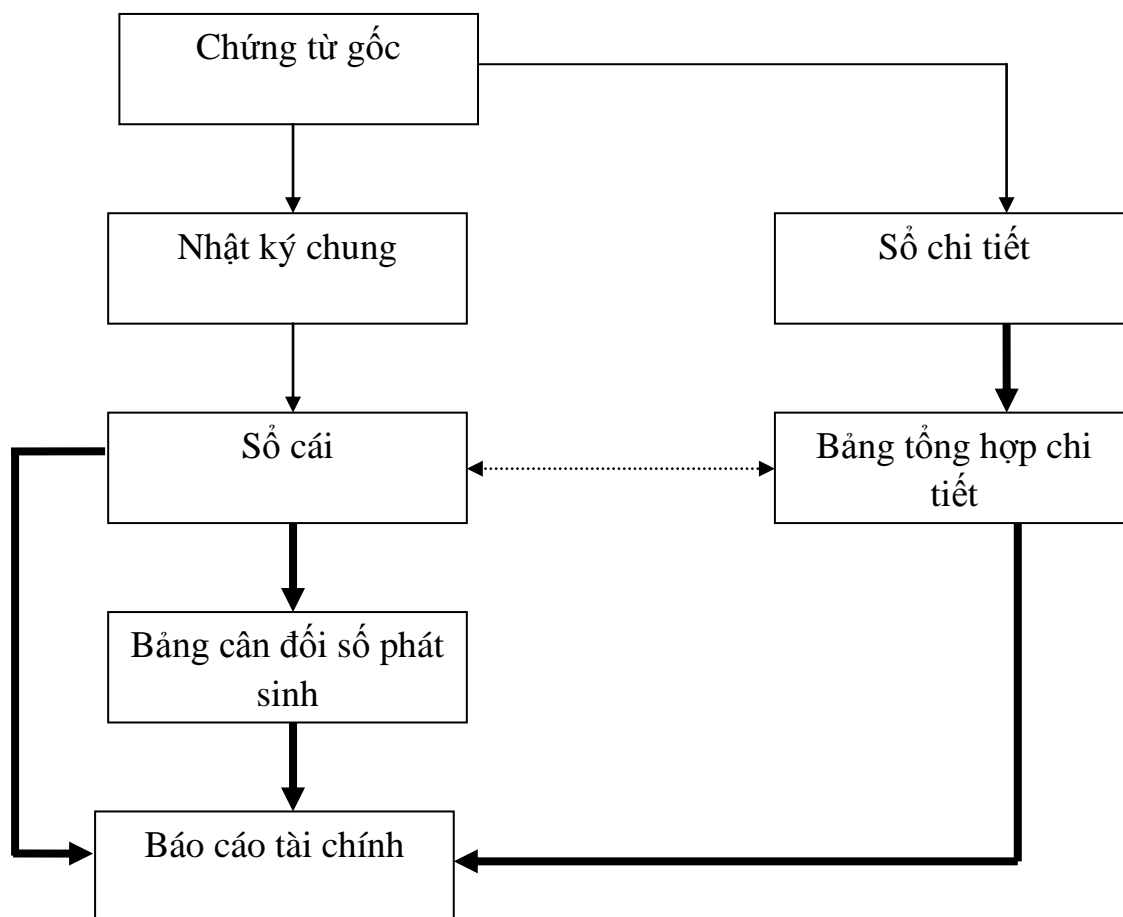 Chứng từ gốc
Nhật ký chung
Sổ chi tiết
Sổ cái
Bảng tổng hợp chi
tiết
Bảng cân đối số phát
sinh
Báo cáo tài chính